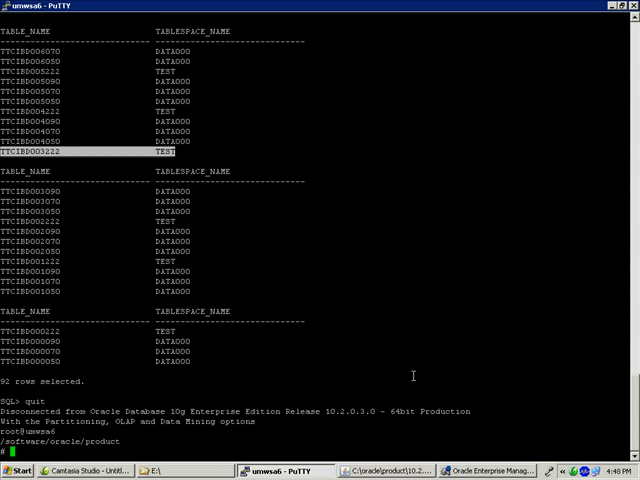 umwsa6 - PuTTY
TABLE_NAME TABLESPACE_NAME
------------------------------ ------------------------------
TTCIBD006070 DATA000
TTCIBD006050 DATA000
TTCIBD005222 TEST
TTCIBD005090 DATA000
TTCIBD005070 DATA000
TTCIBD005050 DATA000
TTCIBD004222 TEST
TTCIBD004090 DATA000
TTCIBD004070 DATA000
TTCIBD004050 DATA000
TTCIBD003222 TEST
TABLE_NAME TABLESPACE_NAME
------------------------------ ------------------------------
TTCIBD003090 DATA000
TTCIBD003070 DATA000
TTCIBD003050 DATA000
TTCIBD002222 TEST
TTCIBD002090 DATA000
TTCIBD002070 DATA000
TTCIBD002050 DATA000
TTCIBD001222 TEST
TTCIBD001090 DATA000
TTCIBD001070 DATA000
TTCIBD001050 DATA000
TABLE_NAME TABLESPACE_NAME
------------------------------ ------------------------------
TTCIBD000222 TEST
TTCIBD000090 DATA000
TTCIBD000070 DATA000
TTCIBD000050 DATA000
92 rows selected.
SQL> quit
Disconnected from Oracle Database 10g Enterprise Edition Release 10.2.0.3.0 - 64bit Production
With the Partitioning, OLAP and Data Mining options
root@umwsa6
/software/oracle/product
#
Start Camtasia Studio - Untitl... E:\ umwsa6 - PuTTY C:\oracle\product\10.2.... Oracle Enterprise Manag... « 4:48 PM